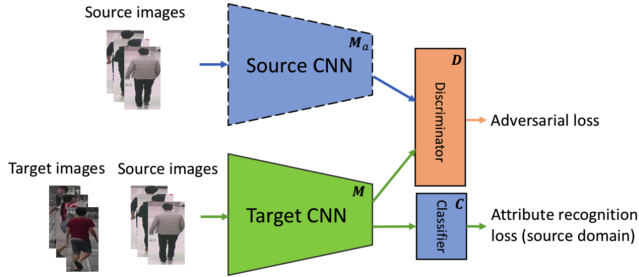 Source images
Source CNN
Mₐ
D
Discriminator
Adversarial loss
Target images
Source images
Target CNN
M
C
Classifier
Attribute recognition
loss (source domain)